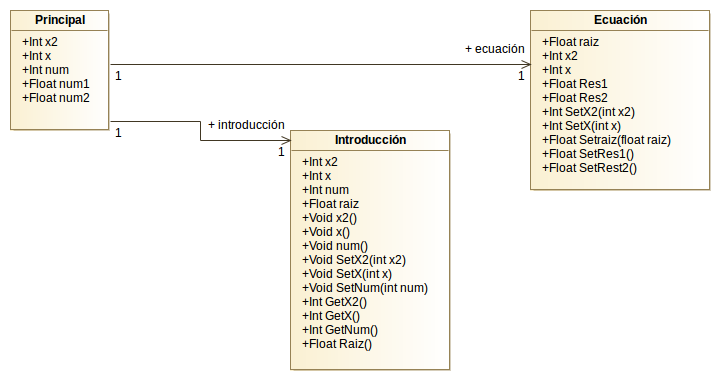 Principal
+Int x2
+Int x
+Int num
+Float num1
+Float num2
1
+ ecuación
1
1
+ introducción
1
Ecuación
+Float raiz
+Int x2
+Int x
+Float Res1
+Float Res2
+Int SetX2(int x2)
+Int SetX(int x)
+Float Setraiz(float raiz)
+Float SetRes1()
+Float SetRest2()
Introducción
+Int x2
+Int x
+Int num
+Float raiz
+Void x2()
+Void x()
+Void num()
+Void SetX2(int x2)
+Void SetX(int x)
+Void SetNum(int num)
+Int GetX2()
+Int GetX()
+Int GetNum()
+Float Raiz()